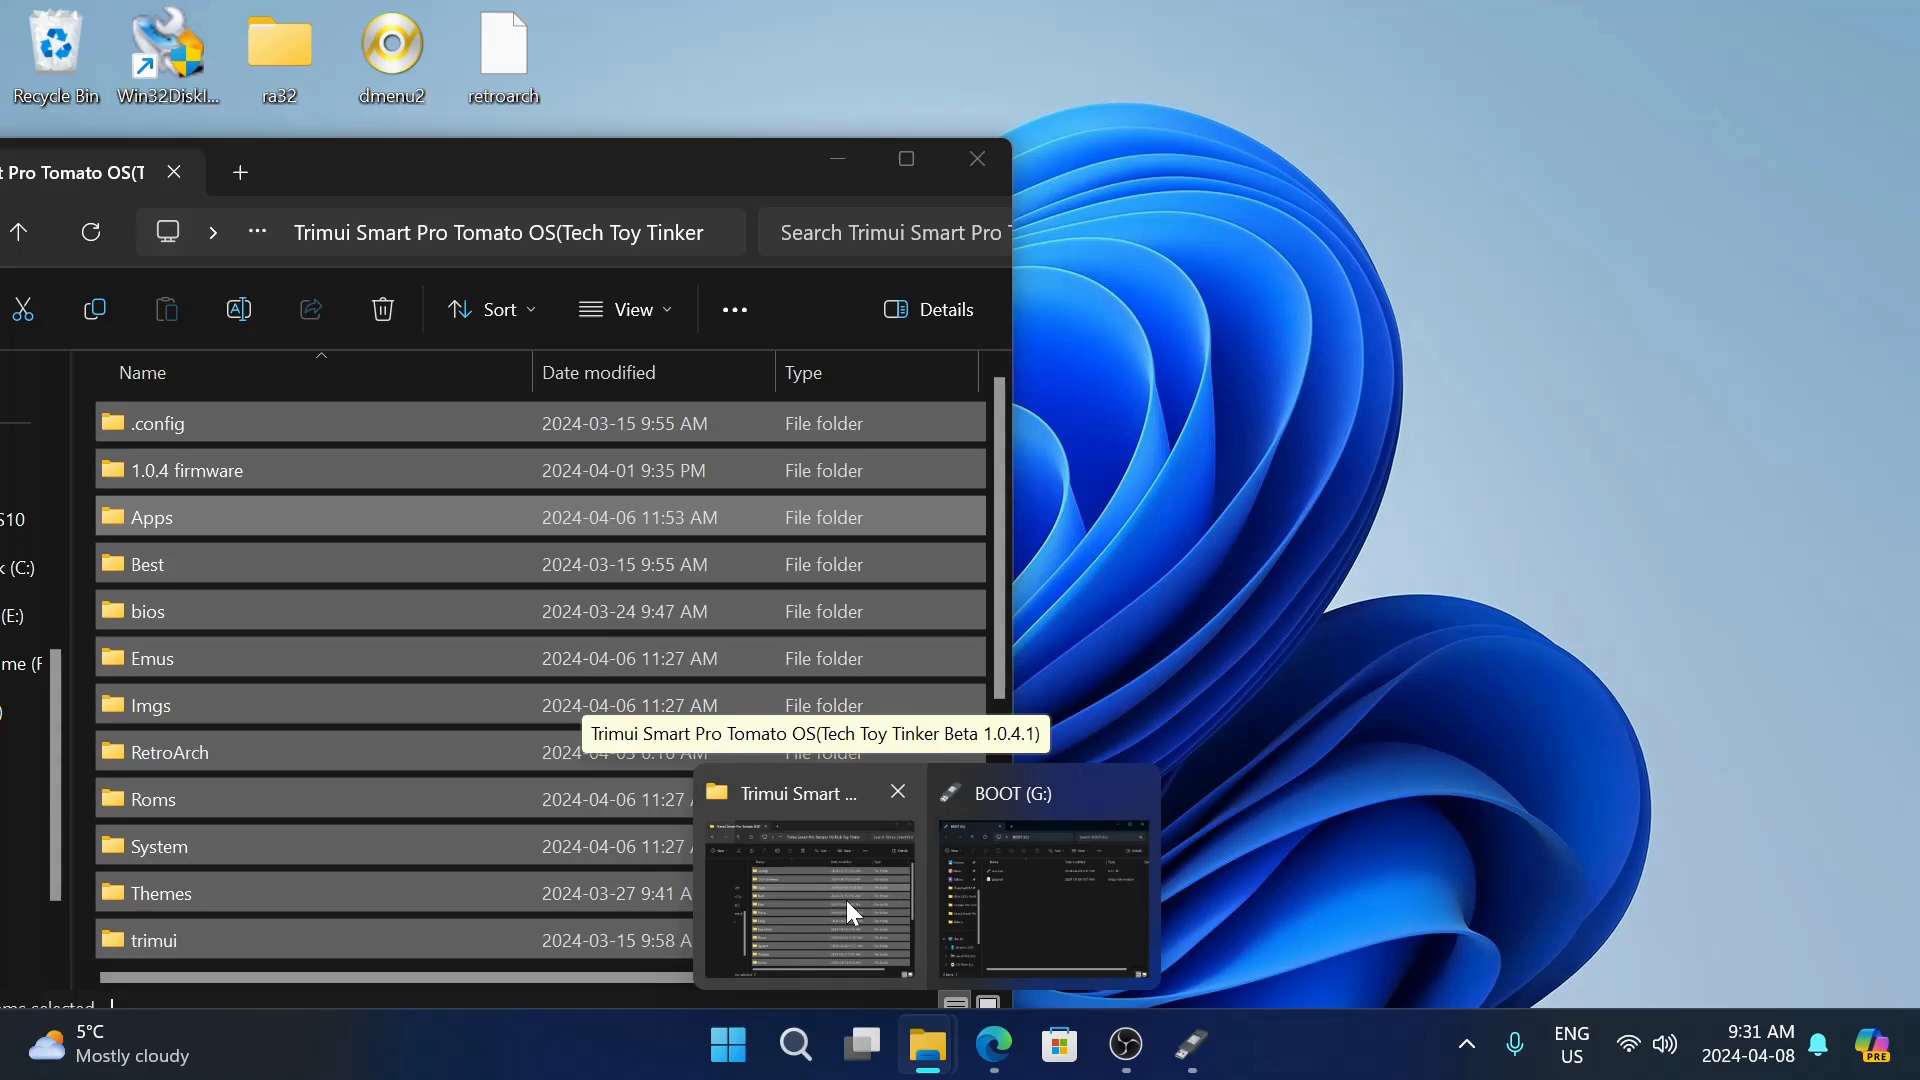 Recycle Bin
Win32DiskI...
ra32
dmenu2
retroarch
t Pro Tomato OS(T
Trimui Smart Pro Tomato OS(Tech Toy Tinker
Search Trimui Smart Pro
Sort
View
Details
Name
Date modified
Type
.config 2024-03-15 9:55 AM File folder
1.0.4 firmware 2024-04-01 9:35 PM File folder
Apps 2024-04-06 11:53 AM File folder
Best 2024-03-15 9:55 AM File folder
bios 2024-03-24 9:47 AM File folder
Emus 2024-04-06 11:27 AM File folder
Imgs 2024-04-06 11:27 AM File folder
RetroArch
Roms 2024-04-06 11:27
System 2024-04-06 11:27
Themes 2024-03-27 9:41 A
trimui 2024-03-15 9:58 A
S10
k (C:)
(E:)
me (F
Trimui Smart Pro Tomato OS(Tech Toy Tinker Beta 1.0.4.1)
Trimui Smart ...
BOOT (G:)
5°C
Mostly cloudy
ENG
US
9:31 AM
2024-04-08
PRE